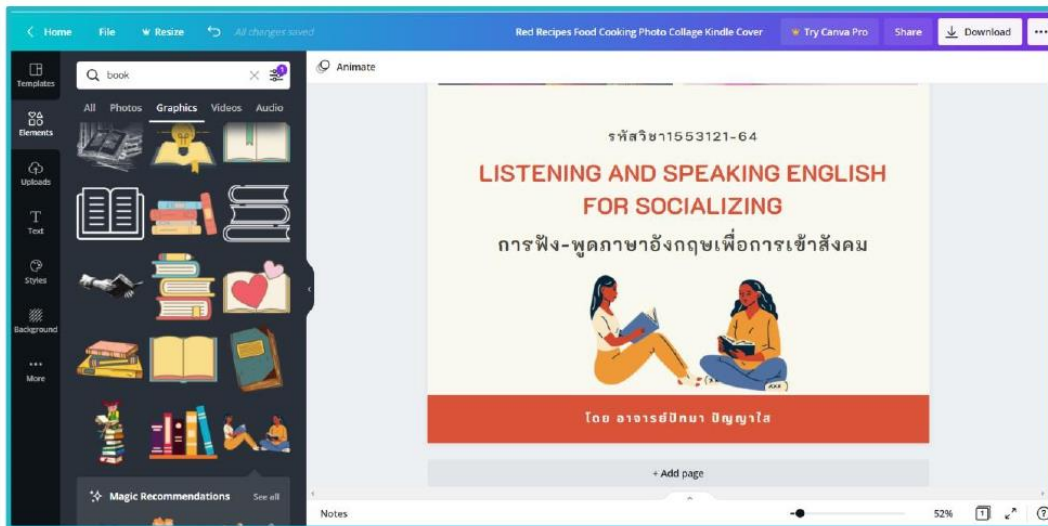 Home File Resize All changes saved Red Recipes Food Cooking Photo Collage Kindle Cover Try Canva Pro Share Download
Templates
Elements
Uploads
Text
Styles
Background
More
book
1
All Photos Graphics Videos Audio
Magic Recommendations See all
Animate
รหัสวิชา1553121-64
LISTENING AND SPEAKING ENGLISH
FOR SOCIALIZING
การฟัง-พูดภาษาอังกฤษเพื่อการเข้าสังคม
โดย อาจารย์ปัทมา ปัญญาใส
+ Add page
Notes 52% 1